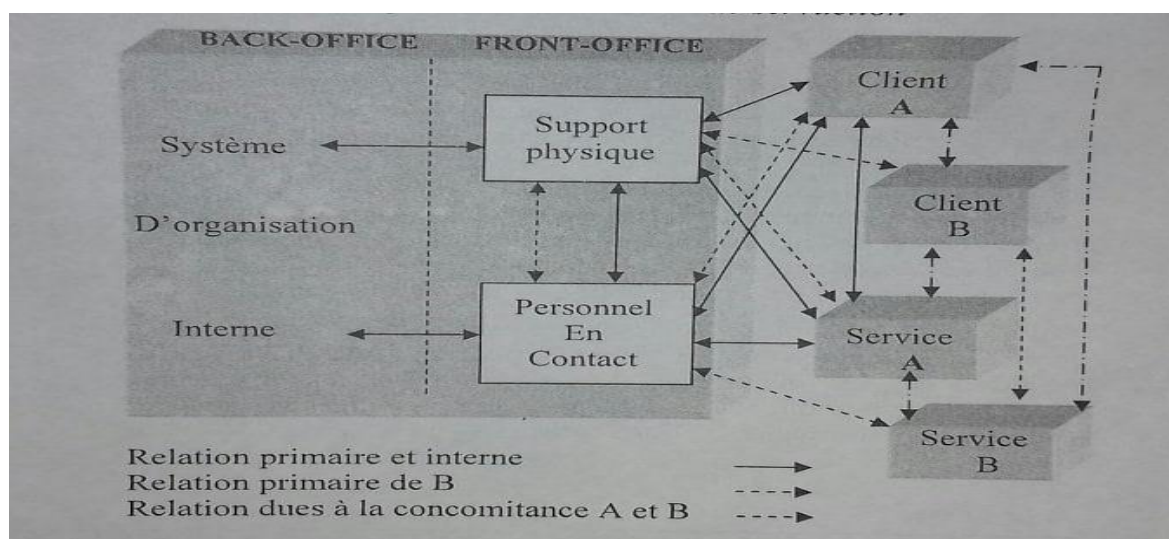 servuction
BACK-OFFICE
FRONT-OFFICE
Client
A
Support
physique
Système
Client
B
D'organisation
Personnel
En
Contact
Interne
Service
A
Service
B
Relation primaire et interne
Relation primaire de B
Relation dues à la concomitance A et B